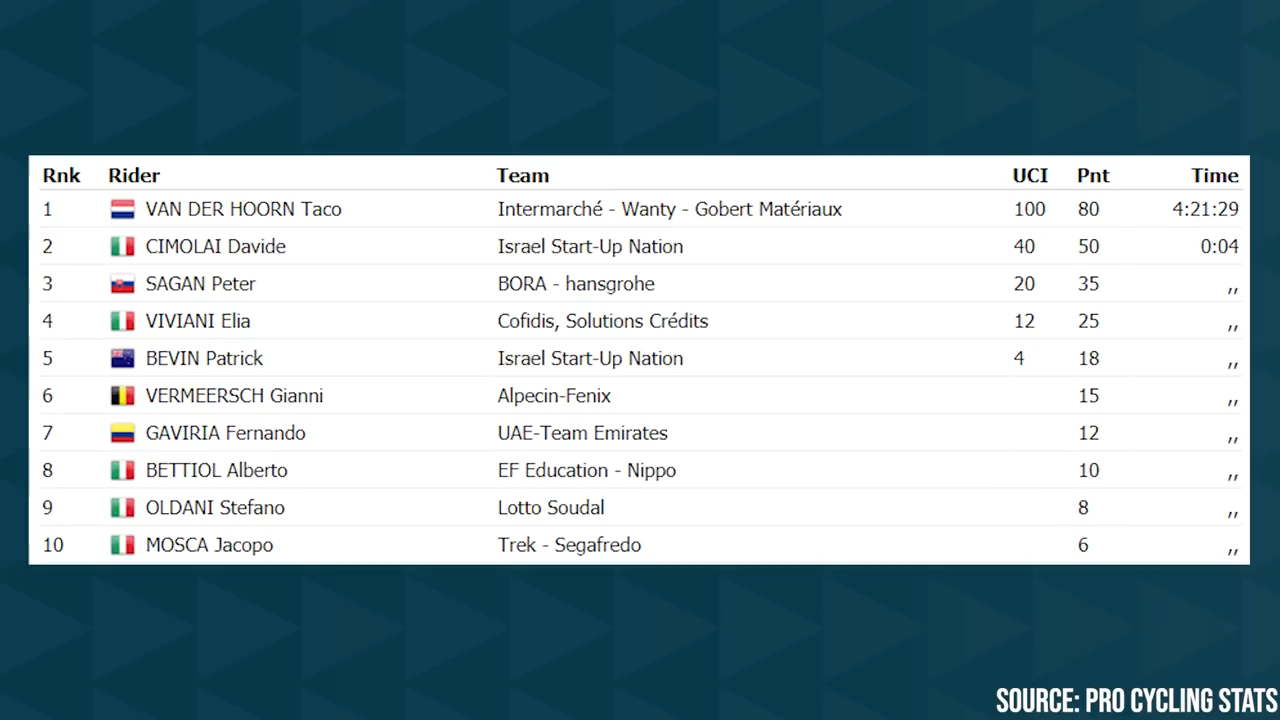 Rnk Rider Team UCI Pnt Time
1 VAN DER HOORN Taco Intermarché - Wanty - Gobert Matériaux 100 80 4:21:29
2 CIMOLAI Davide Israel Start-Up Nation 40 50 0:04
3 SAGAN Peter BORA - hansgrohe 20 35 ,,
4 VIVIANI Elia Cofidis, Solutions Crédits 12 25 ,,
5 BEVIN Patrick Israel Start-Up Nation 4 18 ,,
6 VERMEERSCH Gianni Alpecin-Fenix 15 ,,
7 GAVIRIA Fernando UAE-Team Emirates 12 ,,
8 BETTIOL Alberto EF Education - Nippo 10 ,,
9 OLDANI Stefano Lotto Soudal 8 ,,
10 MOSCA Jacopo Trek - Segafredo 6 ,,
SOURCE: PRO CYCLING STATS